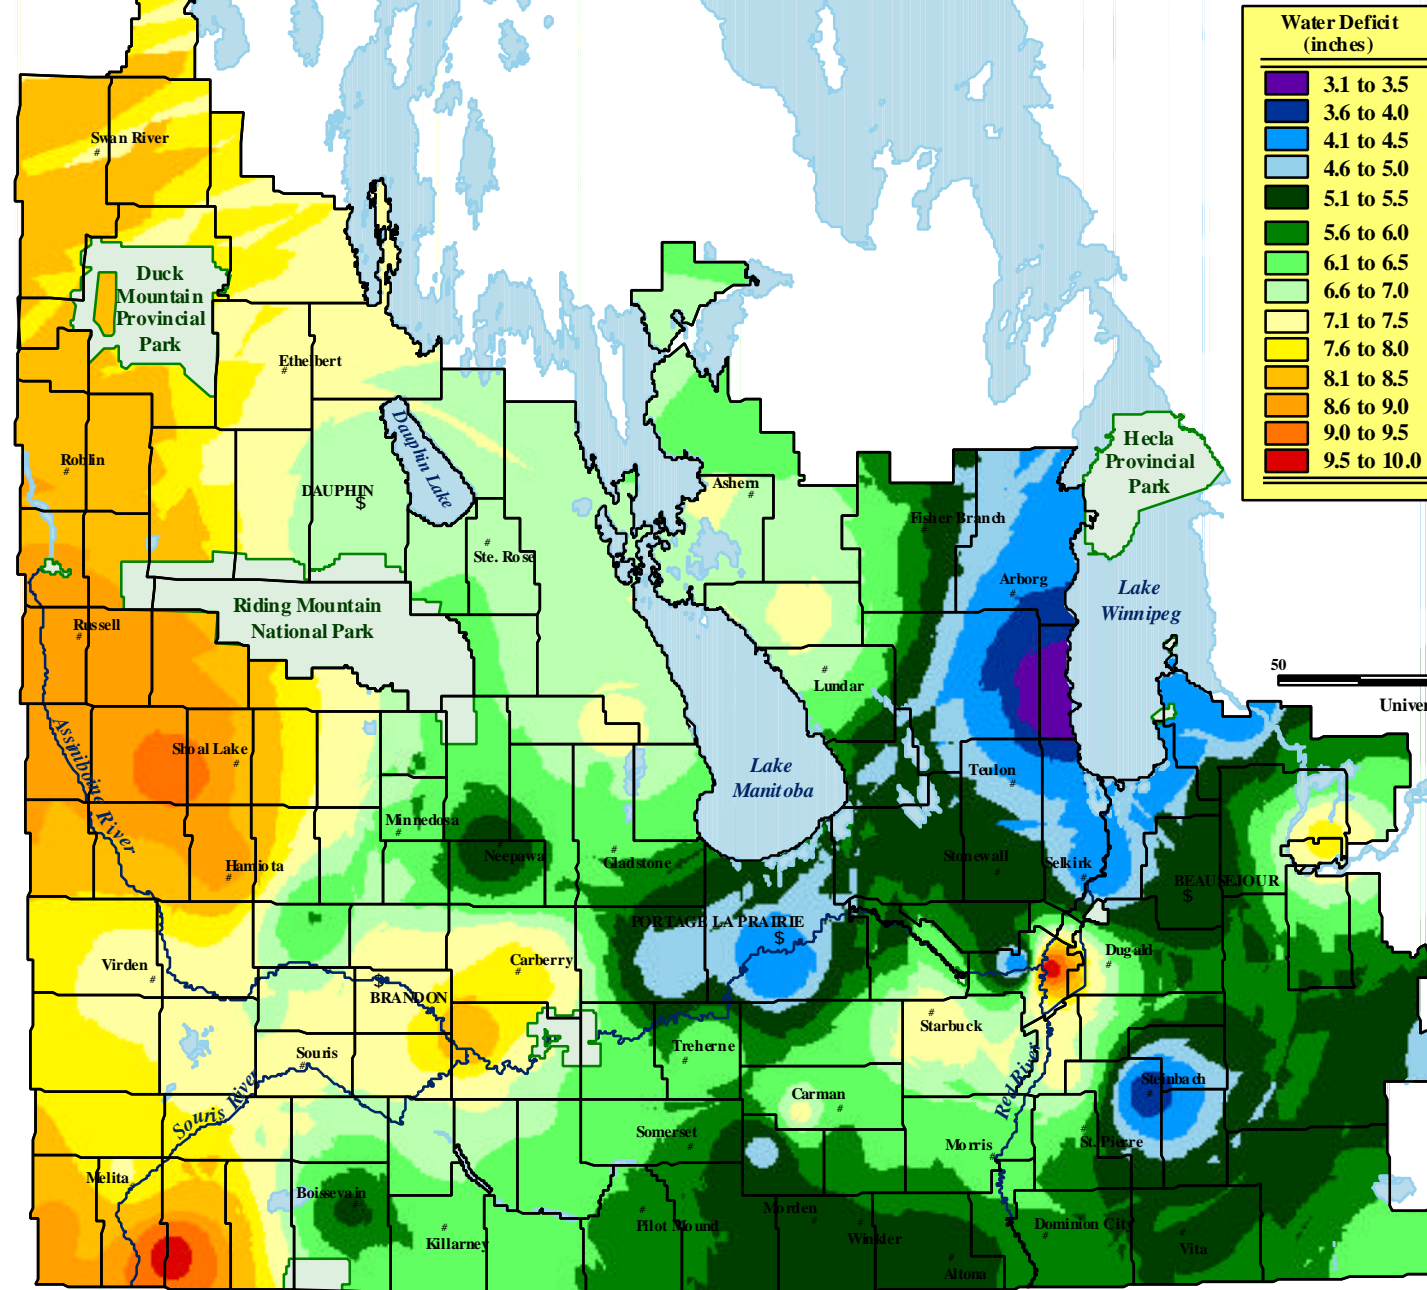 Water Deficit
(inches)
3.1 to 3.5
3.6 to 4.0
4.1 to 4.5
4.6 to 5.0
5.1 to 5.5
5.6 to 6.0
6.1 to 6.5
6.6 to 7.0
7.1 to 7.5
7.6 to 8.0
8.1 to 8.5
8.6 to 9.0
9.0 to 9.5
9.5 to 10.0
Swan River
Duck
Mountain
Provincial
Park
Ethelbert
Dauphin Lake
Roblin
DAUPHIN
$
Ashern
Hecla
Provincial
Park
Fisher Branch
Ste. Rose
Arborg
Lake
Winnipeg
Riding Mountain
National Park
Russell
Lundar
50
Univer
Assiniboine River
Shoal Lake
Lake
Manitoba
Teulon
Minnedosa
Neepawa
Gladstone
Stonewall
Selkirk
Hamiota
BEAUSEJOUR
$
PORTAGE LA PRAIRIE
$
Virden
Carberry
Dugald
$
BRANDON
Starbuck
Souris
Treherne
Red River
Steinbach
Souris River
Carman
Somerset
Morris
St. Pierre
Melita
Boissevain
Morden
Pilot Mound
Killarney
Winkler
Dominion City
Vita
Altona